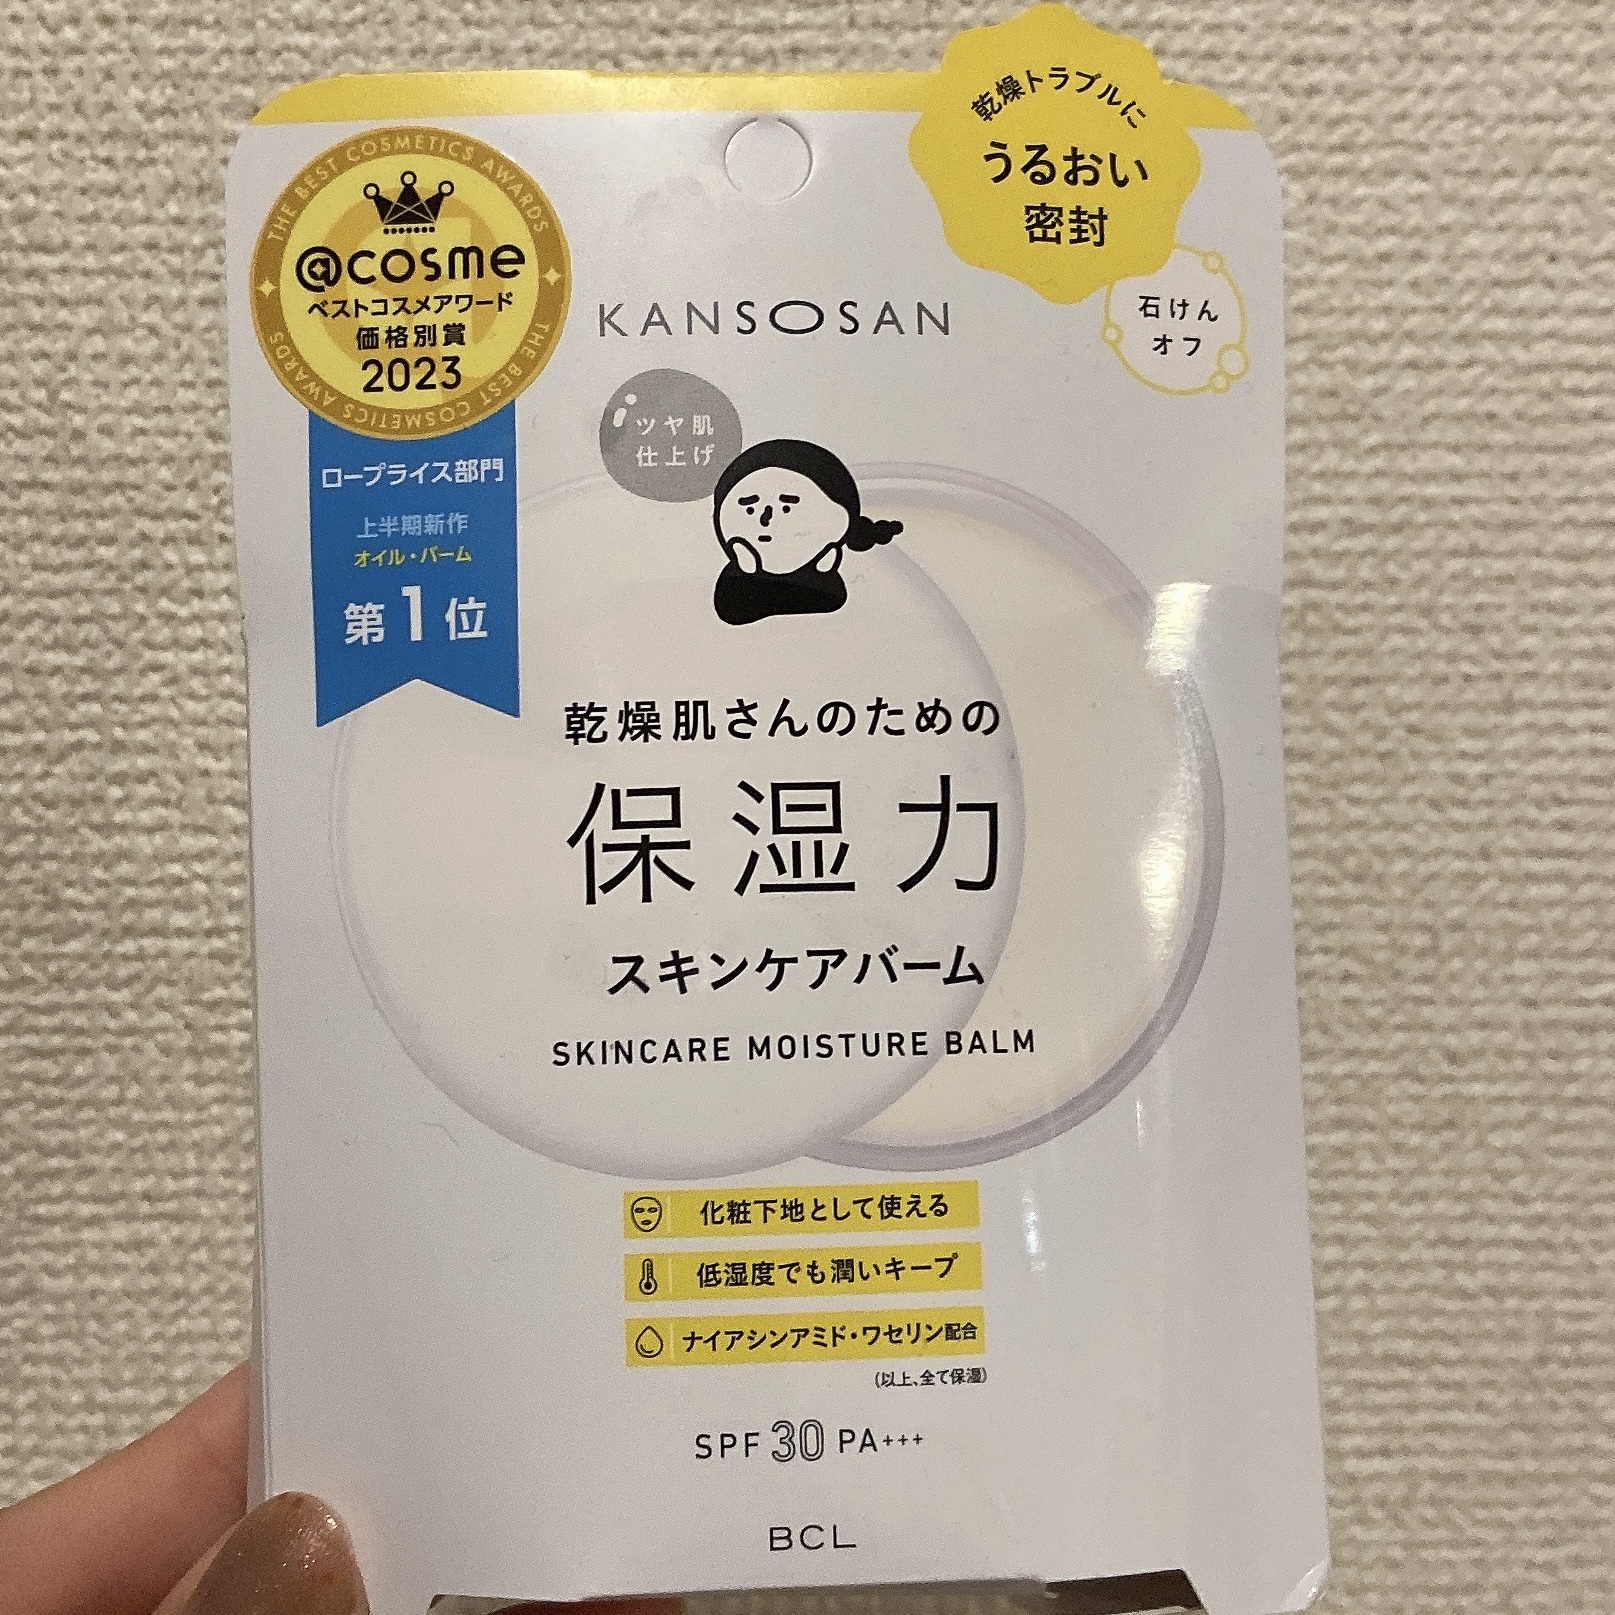 THE BEST COSMETICS AWARDS
@cosme
ベストコスメアワード
価格別賞
2023
THE BEST COSMETICS AWARDS
ロープライス部門
上半期新作
オイル・バーム
第1位
乾燥トラブルに
うるおい
密封
石けん
オフ
KANSOSAN
ツヤ肌
仕上げ
乾燥肌さんのための
保湿力
スキンケアバーム
SKINCARE MOISTURE BALM
化粧下地として使える
低湿度でも潤いキープ
ナイアシンアミド・ワセリン配合
(以上、全て保湿)
SPF 30 PA+++
BCL